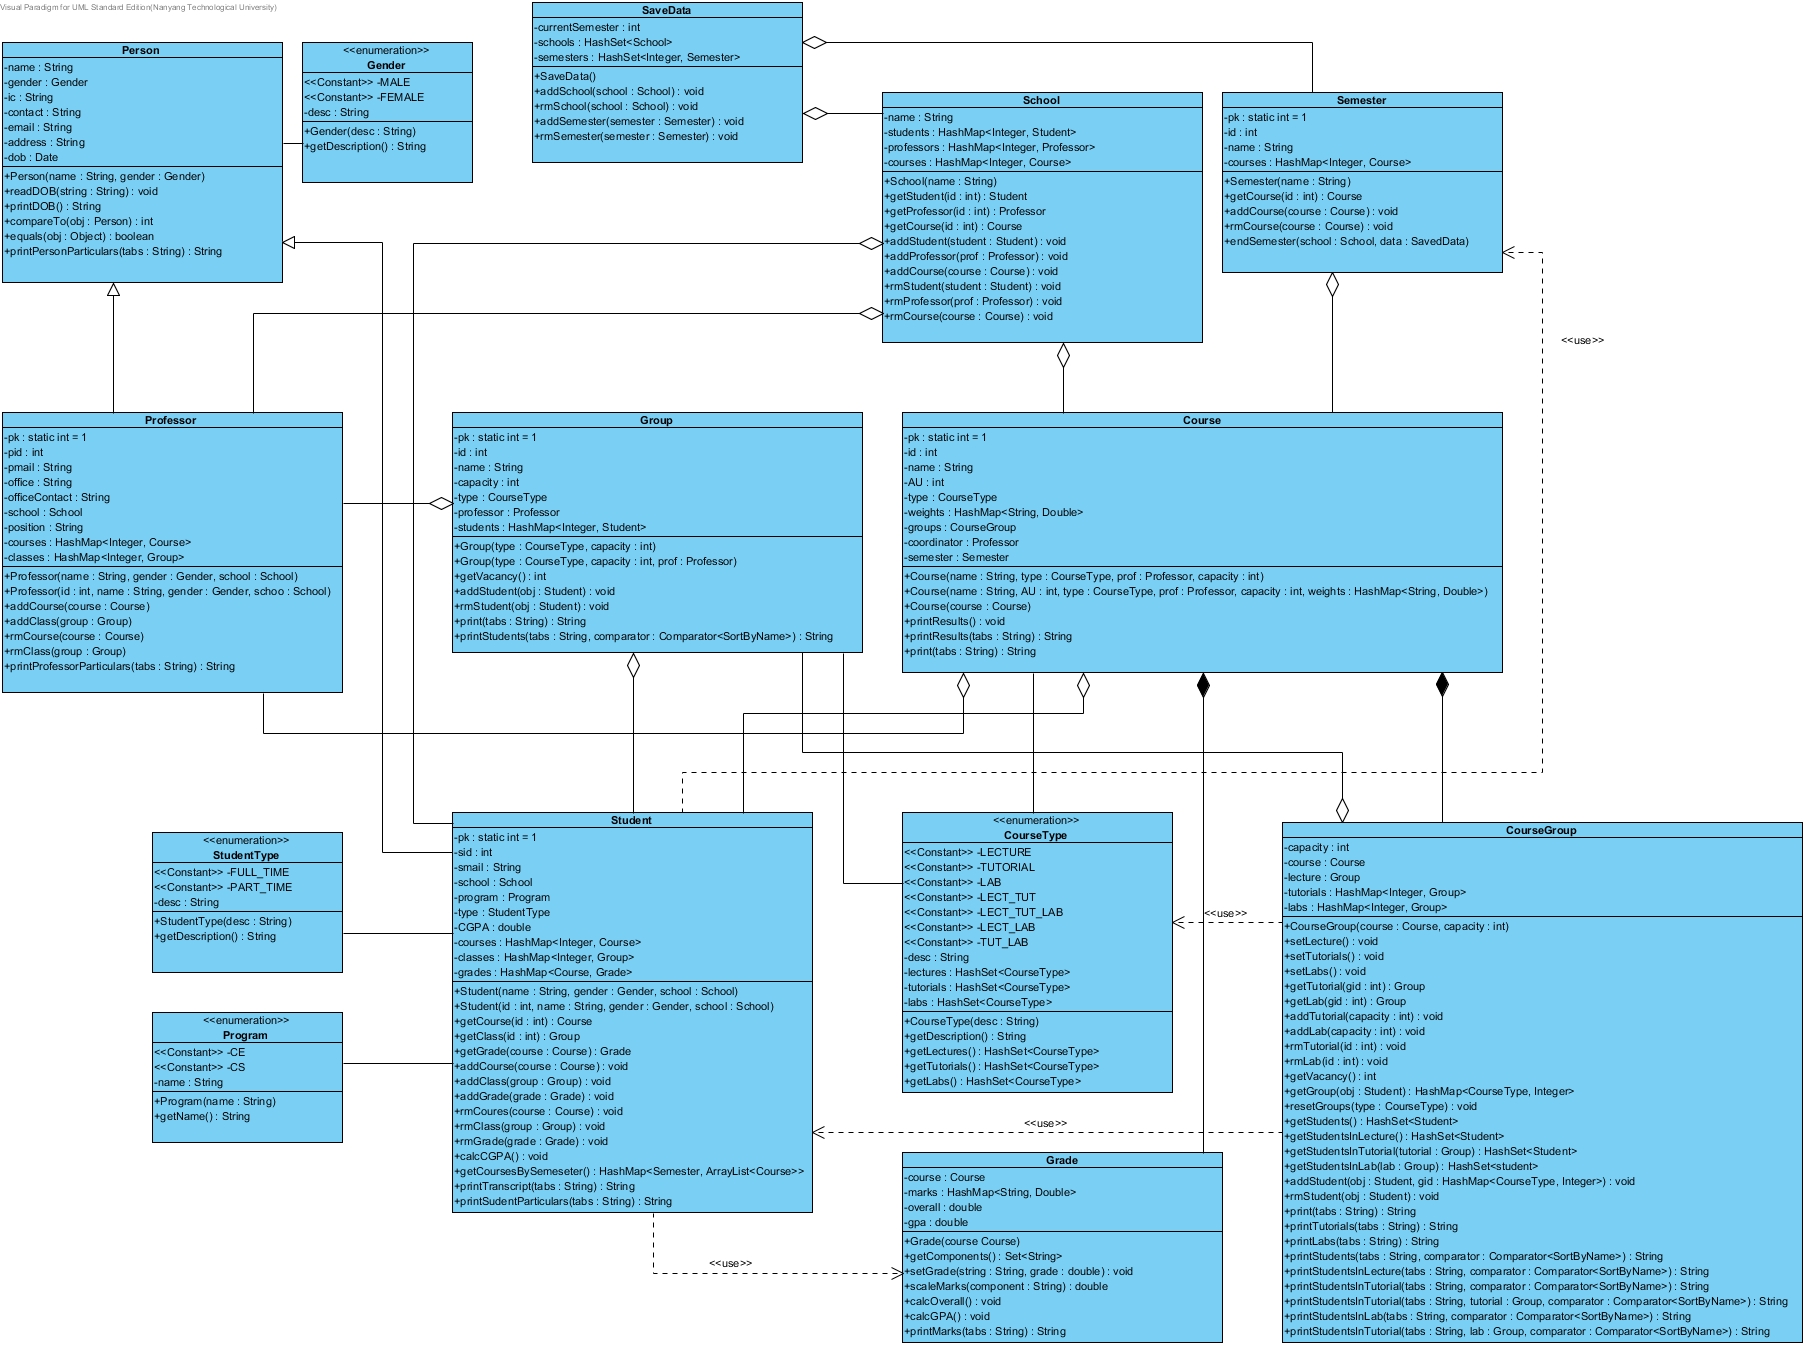 Visual Paradigm for UML Standard Edition(Nanyang Technological University)
Person
-name : String
-gender : Gender
-ic : String
-contact : String
-email : String
-address : String
-dob : Date
+Person(name : String, gender : Gender)
+readDOB(string : String) : void
+printDOB() : String
+compareTo(obj : Person) : int
+equals(obj : Object) : boolean
+printPersonParticulars(tabs : String) : String
<<enumeration>>
Gender
<<Constant>> -MALE
<<Constant>> -FEMALE
-desc : String
+Gender(desc : String)
+getDescription() : String
SaveData
-currentSemester : int
-schools : HashSet<School>
-semesters : HashSet<Integer, Semester>
+SaveData()
+addSchool(school : School) : void
+rmSchool(school : School) : void
+addSemester(semester : Semester) : void
+rmSemester(semester : Semester) : void
School
-name : String
-students : HashMap<Integer, Student>
-professors : HashMap<Integer, Professor>
-courses : HashMap<Integer, Course>
+School(name : String)
+getStudent(id : int) : Student
+getProfessor(id : int) : Professor
+getCourse(id : int) : Course
+addStudent(student : Student) : void
+addProfessor(prof : Professor) : void
+addCourse(course : Course) : void
+rmStudent(student : Student) : void
+rmProfessor(prof : Professor) : void
+rmCourse(course : Course) : void
Semester
-pk : static int = 1
-id : int
-name : String
-courses : HashMap<Integer, Course>
+Semester(name : String)
+getCourse(id : int) : Course
+addCourse(course : Course) : void
+rmCourse(course : Course) : void
+endSemester(school : School, data : SavedData)
<<use>>
Professor
-pk : static int = 1
-pid : int
-pmail : String
-office : String
-officeContact : String
-school : School
-position : String
-courses : HashMap<Integer, Course>
-classes : HashMap<Integer, Group>
+Professor(name : String, gender : Gender, school : School)
+Professor(id : int, name : String, gender : Gender, schoo : School)
+addCourse(course : Course)
+addClass(group : Group)
+rmCourse(course : Course)
+rmClass(group : Group)
+printProfessorParticulars(tabs : String) : String
Group
-pk : static int = 1
-id : int
-name : String
-capacity : int
-type : CourseType
-professor : Professor
-students : HashMap<Integer, Student>
+Group(type : CourseType, capacity : int)
+Group(type : CourseType, capacity : int, prof : Professor)
+getVacancy() : int
+addStudent(obj : Student) : void
+rmStudent(obj : Student) : void
+print(tabs : String) : String
+printStudents(tabs : String, comparator : Comparator<SortByName>) : String
Course
-pk : static int = 1
-id : int
-name : String
-AU : int
-type : CourseType
-weights : HashMap<String, Double>
-groups : CourseGroup
-coordinator : Professor
-semester : Semester
+Course(name : String, type : CourseType, prof : Professor, capacity : int)
+Course(name : String, AU : int, type : CourseType, prof : Professor, capacity : int, weights : HashMap<String, Double>)
+Course(course : Course)
+printResults() : void
+printResults(tabs : String) : String
+print(tabs : String) : String
<<enumeration>>
StudentType
<<Constant>> -FULL_TIME
<<Constant>> -PART_TIME
-desc : String
+StudentType(desc : String)
+getDescription() : String
<<enumeration>>
Program
<<Constant>> -CE
<<Constant>> -CS
-name : String
+Program(name : String)
+getName() : String
Student
-pk : static int = 1
-sid : int
-smail : String
-school : School
-program : Program
-type : StudentType
-CGPA : double
-courses : HashMap<Integer, Course>
-classes : HashMap<Integer, Group>
-grades : HashMap<Course, Grade>
+Student(name : String, gender : Gender, school : School)
+Student(id : int, name : String, gender : Gender, school : School)
+getCourse(id : int) : Course
+getClass(id : int) : Group
+getGrade(course : Course) : Grade
+addCourse(course : Course) : void
+addClass(group : Group) : void
+addGrade(grade : Grade) : void
+rmCoures(course : Course) : void
+rmClass(group : Group) : void
+rmGrade(grade : Grade) : void
+calcCGPA() : void
+getCoursesBySemeseter() : HashMap<Semester, ArrayList<Course>>
+printTranscript(tabs : String) : String
+printSudentParticulars(tabs : String) : String
<<enumeration>>
CourseType
<<Constant>> -LECTURE
<<Constant>> -TUTORIAL
<<Constant>> -LAB
<<Constant>> -LECT_TUT
<<Constant>> -LECT_TUT_LAB
<<Constant>> -LECT_LAB
<<Constant>> -TUT_LAB
-desc : String
-lectures : HashSet<CourseType>
-tutorials : HashSet<CourseType>
-labs : HashSet<CourseType>
+CourseType(desc : String)
+getDescription() : String
+getLectures() : HashSet<CourseType>
+getTutorials() : HashSet<CourseType>
+getLabs() : HashSet<CourseType>
<<use>>
<<use>>
<<use>>
Grade
-course : Course
-marks : HashMap<String, Double>
-overall : double
-gpa : double
+Grade(course Course)
+getComponents() : Set<String>
+setGrade(string : String, grade : double) : void
+scaleMarks(component : String) : double
+calcOverall() : void
+calcGPA() : void
+printMarks(tabs : String) : String
CourseGroup
-capacity : int
-course : Course
-lecture : Group
-tutorials : HashMap<Integer, Group>
-labs : HashMap<Integer, Group>
+CourseGroup(course : Course, capacity : int)
+setLecture() : void
+setTutorials() : void
+setLabs() : void
+getTutorial(gid : int) : Group
+getLab(gid : int) : Group
+addTutorial(capacity : int) : void
+addLab(capacity : int) : void
+rmTutorial(id : int) : void
+rmLab(id : int) : void
+getVacancy() : int
+getGroup(obj : Student) : HashMap<CourseType, Integer>
+resetGroups(type : CourseType) : void
+getStudents() : HashSet<Student>
+getStudentsInLecture() : HashSet<Student>
+getStudentsInTutorial(tutorial : Group) : HashSet<Student>
+getStudentsInLab(lab : Group) : HashSet<student>
+addStudent(obj : Student, gid : HashMap<CourseType, Integer>) : void
+rmStudent(obj : Student) : void
+print(tabs : String) : String
+printTutorials(tabs : String) : String
+printLabs(tabs : String) : String
+printStudents(tabs : String, comparator : Comparator<SortByName>) : String
+printStudentsInLecture(tabs : String, comparator : Comparator<SortByName>) : String
+printStudentsInTutorial(tabs : String, comparator : Comparator<SortByName>) : String
+printStudentsInTutorial(tabs : String, tutorial : Group, comparator : Comparator<SortByName>) : String
+printStudentsInLab(tabs : String, comparator : Comparator<SortByName>) : String
+printStudentsInTutorial(tabs : String, lab : Group, comparator : Comparator<SortByName>) : String